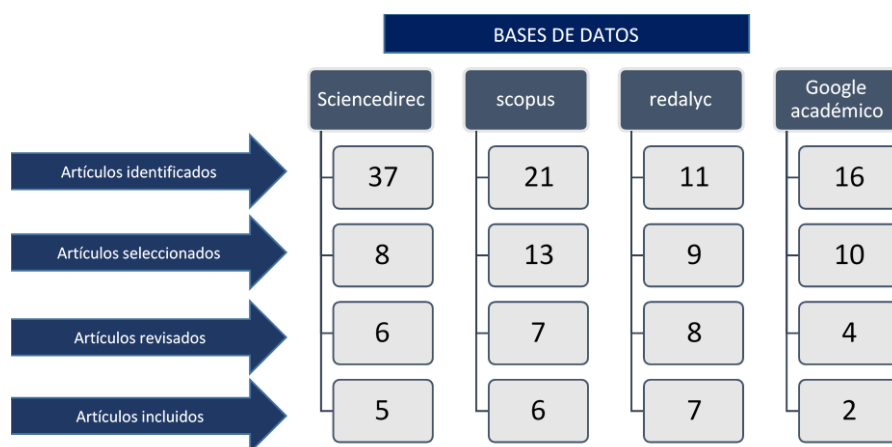 BASES DE DATOS
Sciencedirec
scopus
redalyc
Google
académico
Artículos identificados
37
21
11
16
Artículos seleccionados
8
13
9
10
Artículos revisados
6
7
8
4
Artículos incluidos
5
6
7
2